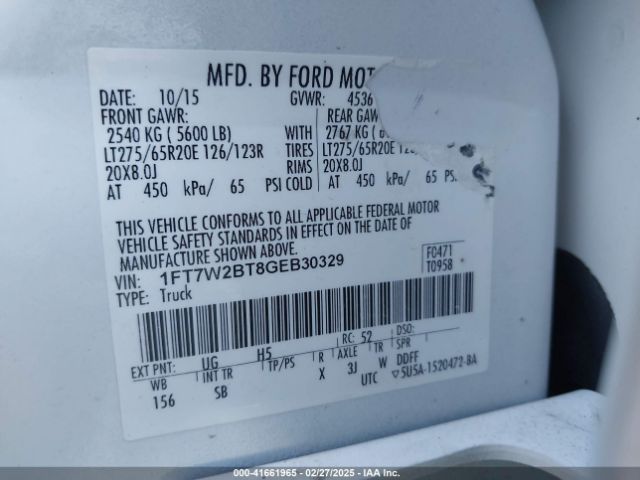 MFD. BY FORD MOT
DATE: 10/15 GVWR: 4536
FRONT GAWR: REAR GAWR
2540 KG ( 5600 LB) WITH 2767 KG (
LT275/65R20E 126/123R TIRES LT275/65R20E
20X8.0J RIMS 20X8.0J
AT 450 kPa/ 65 PSI COLD AT 450 kPa/ 65 PS
THIS VEHICLE CONFORMS TO ALL APPLICABLE FEDERAL MOTOR
VEHICLE SAFETY STANDARDS IN EFFECT ON THE DATE OF
MANUFACTURE SHOWN ABOVE.
VIN: 1FT7W2BT8GEB30329 F0471
TYPE: Truck T0958
EXT PNT: UG H5 RC: 52 DSO:
WB INT TR TP/PS R AXLE TR SPR
156 SB X 3J W DDFF
UTC ▽5U5A-1520472-BA
000-41661965 / 02/27/2025 - IAA Inc.